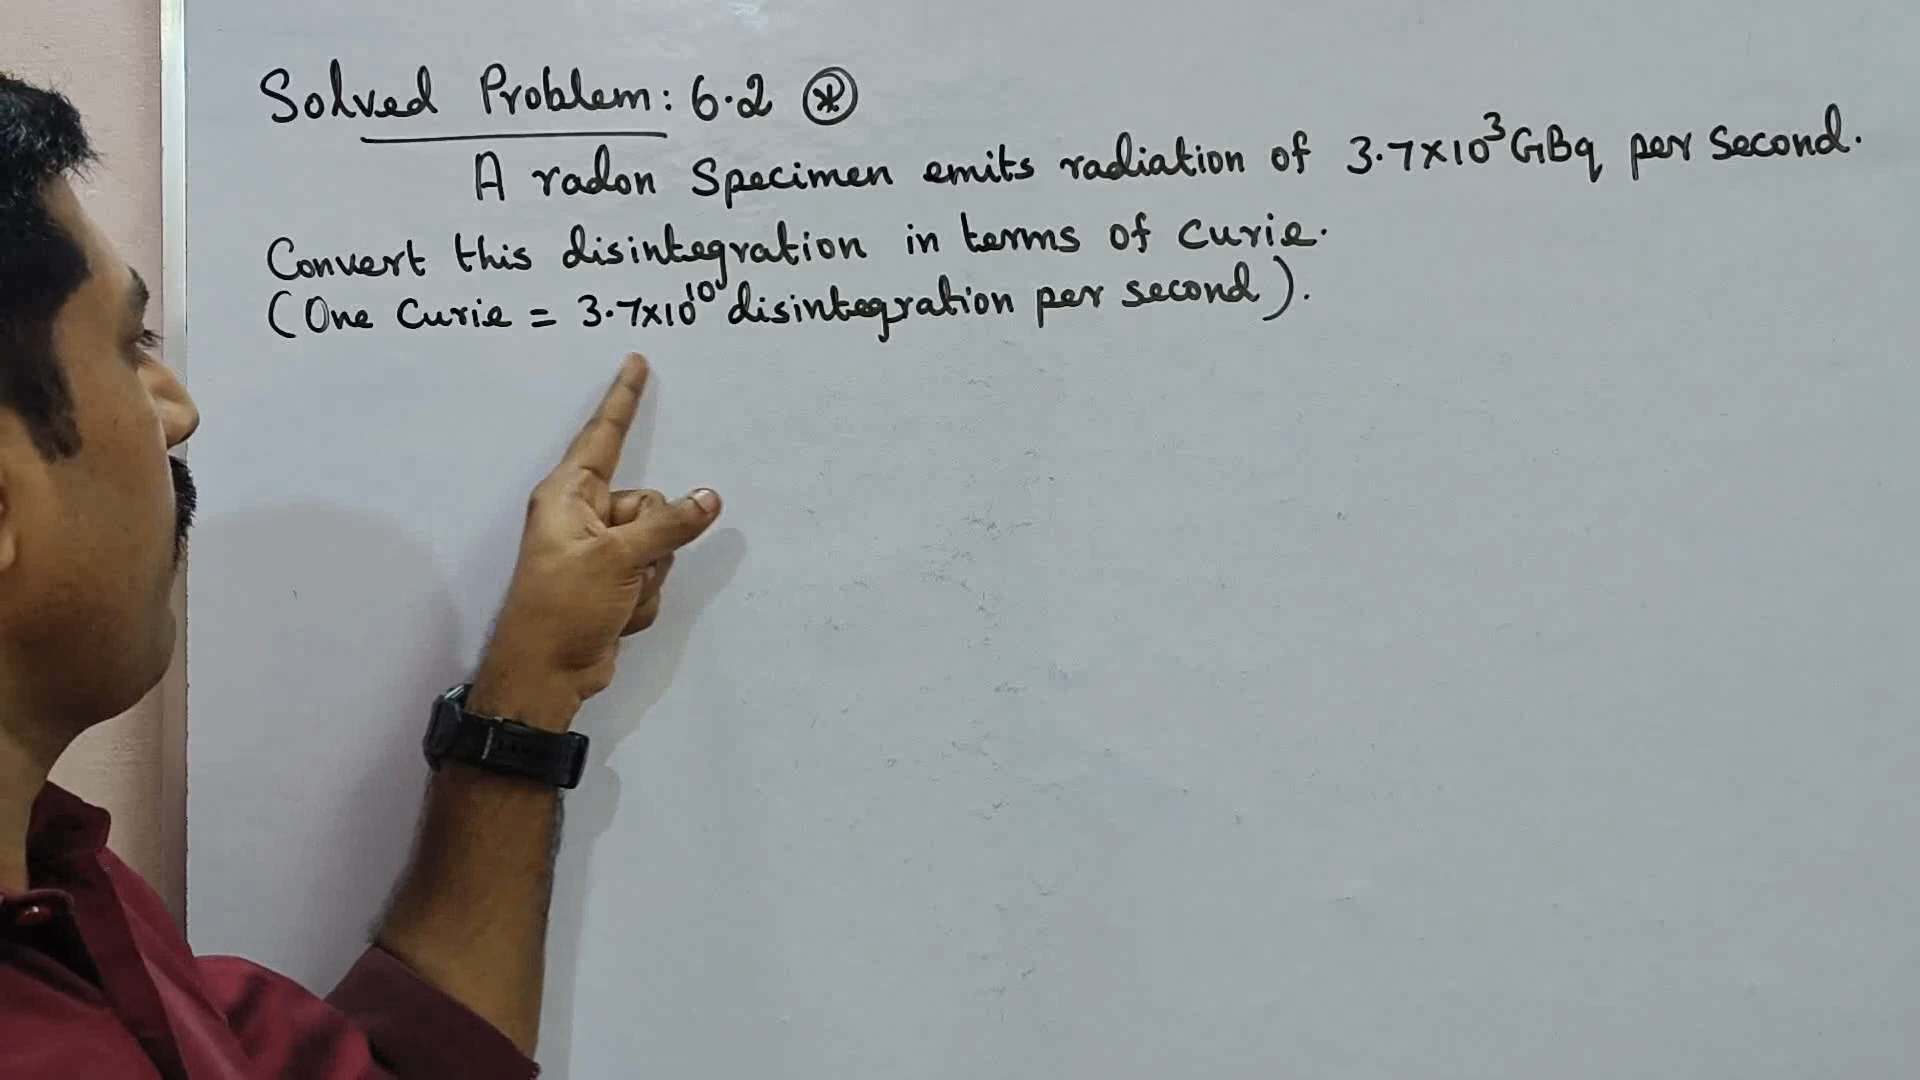 Solved Problem: 6.2 ⊛
A radon specimen emits radiation of 3.7×10³ GBq per second.
Convert this disintegration in terms of curie.
(One curie = 3.7×10¹⁰ disintegration per second).